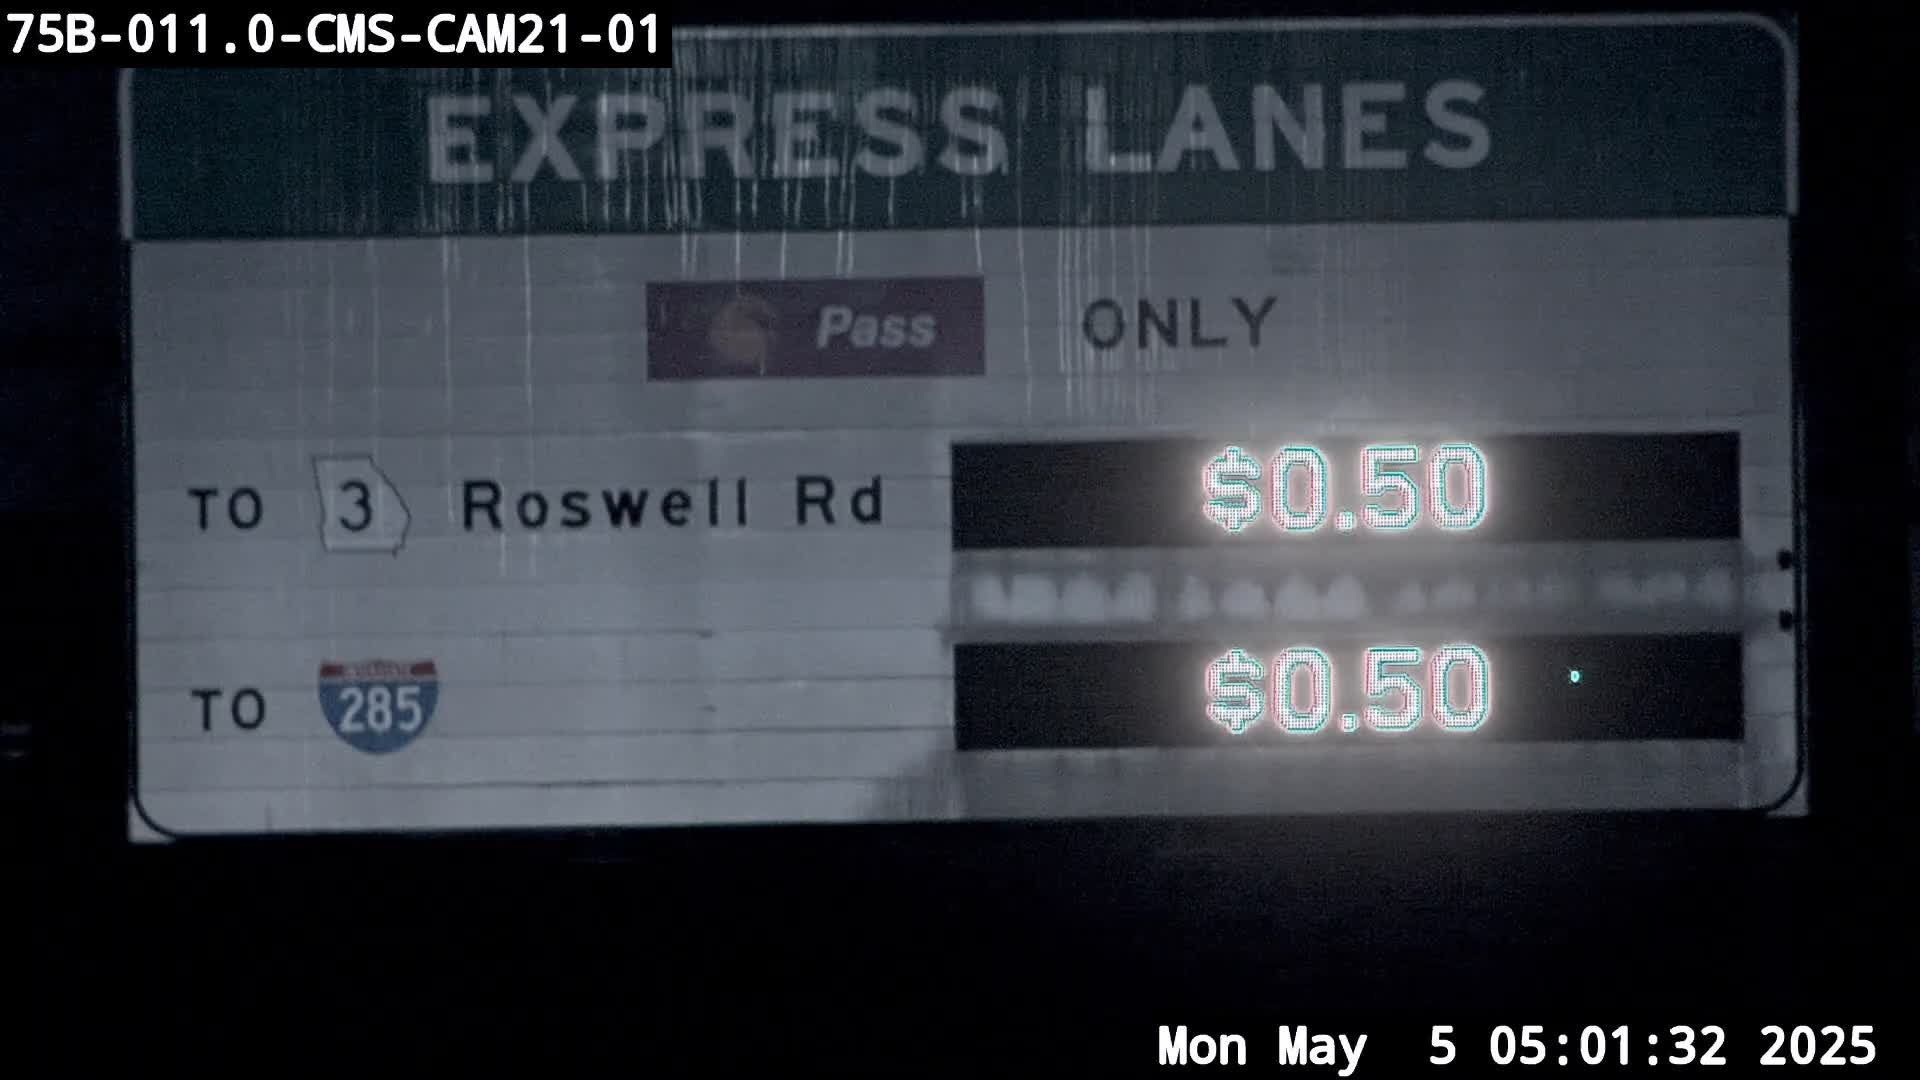 75B-011.0-CMS-CAM21-01
EXPRESS LANES
Pass ONLY
TO 3 Roswell Rd $0.50
TO 285 $0.50
Mon May 5 05:01:32 2025